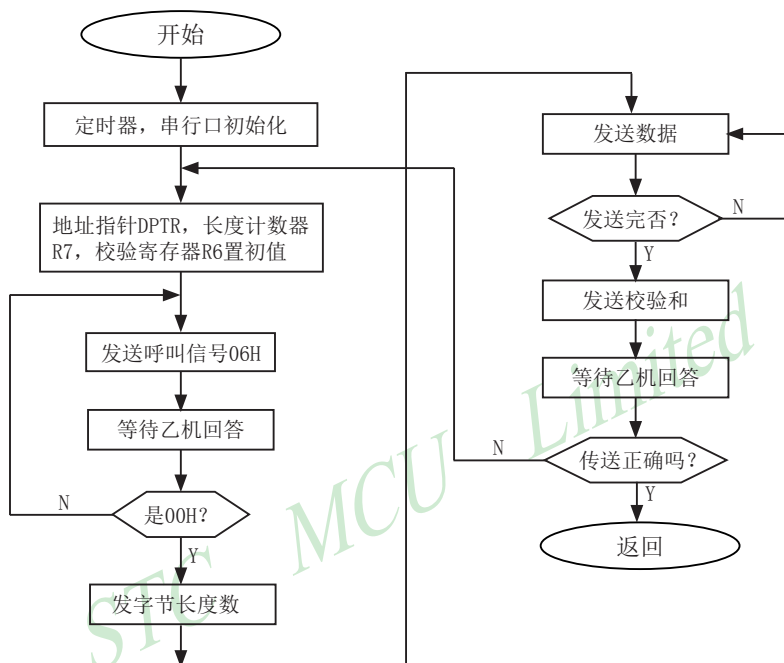 开始
定时器，串行口初始化
地址指针DPTR，长度计数器
R7，校验寄存器R6置初值
发送呼叫信号06H
等待乙机回答
N
是00H?
Y
发字节长度数
发送数据
发送完否？
N
Y
发送校验和
等待乙机回答
N
传送正确吗？
Y
返回
STC MCU Limited